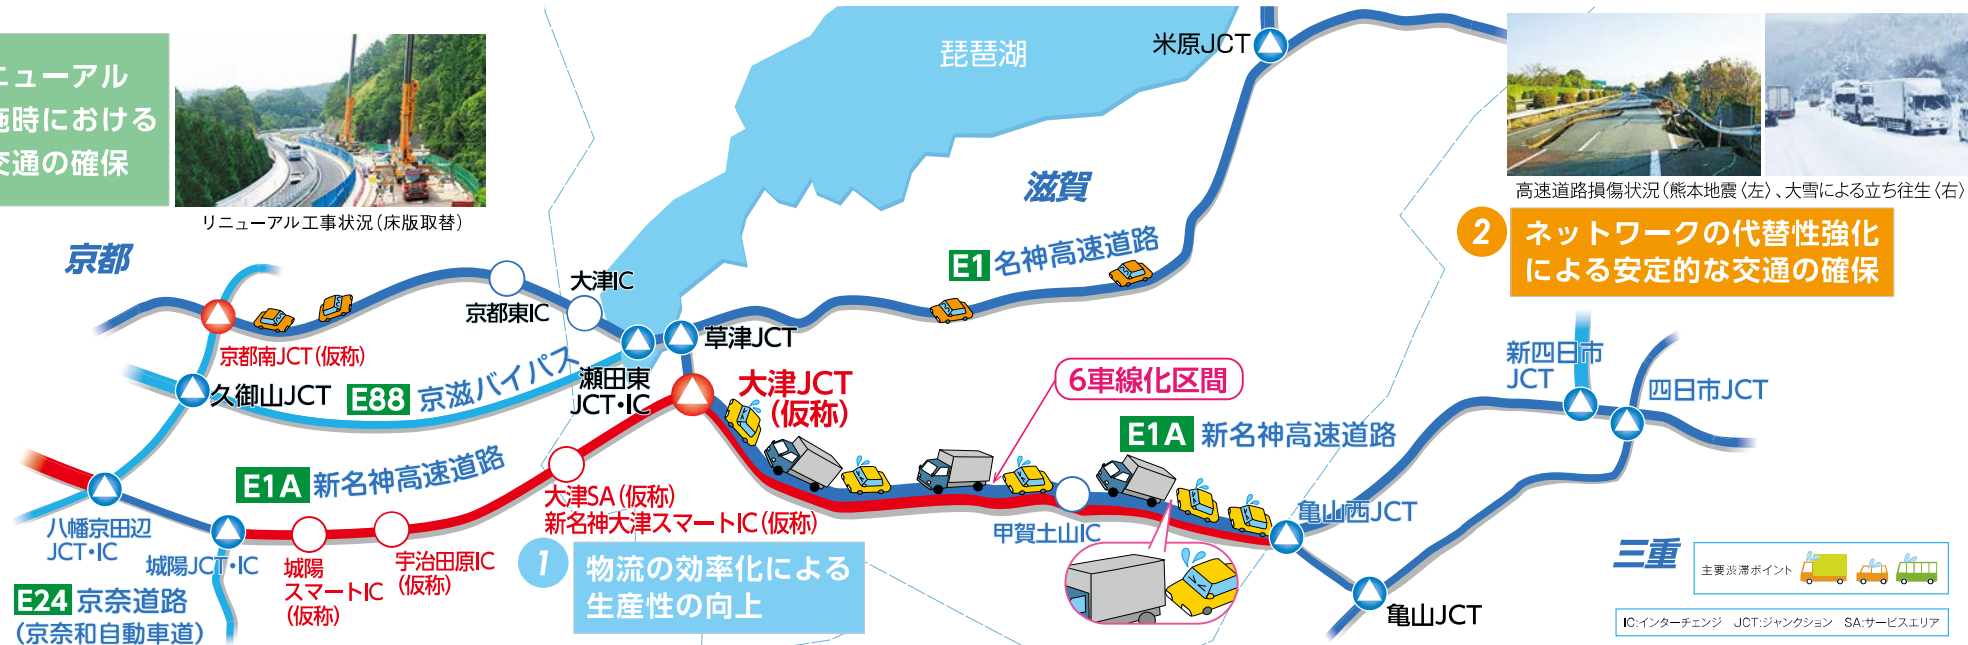 ニューアル
施時における
交通の確保
リニューアル工事状況（床版取替）
京都
琵琶湖
米原JCT
滋賀
E1 名神高速道路
高速道路損傷状況（熊本地震〈左〉、大雪による立ち往生〈右〉
2
ネットワークの代替性強化
による安定的な交通の確保
大津IC
京都東IC
京都南JCT（仮称）
久御山JCT
E88 京滋バイパス
瀬田東
JCT・IC
草津JCT
大津JCT
（仮称）
6車線化区間
E1A 新名神高速道路
新四日市
JCT
四日市JCT
E1A 新名神高速道路
大津SA（仮称）
新名神大津スマートIC（仮称）
甲賀土山IC
亀山西JCT
八幡京田辺
JCT・IC
城陽JCT・IC
城陽
スマートIC
（仮称）
宇治田原IC
（仮称）
E24 京奈道路
（京奈和自動車道）
1
物流の効率化による
生産性の向上
亀山JCT
三重
主要渋滞ポイント
IC:インターチェンジ JCT:ジャンクション SA:サービスエリア